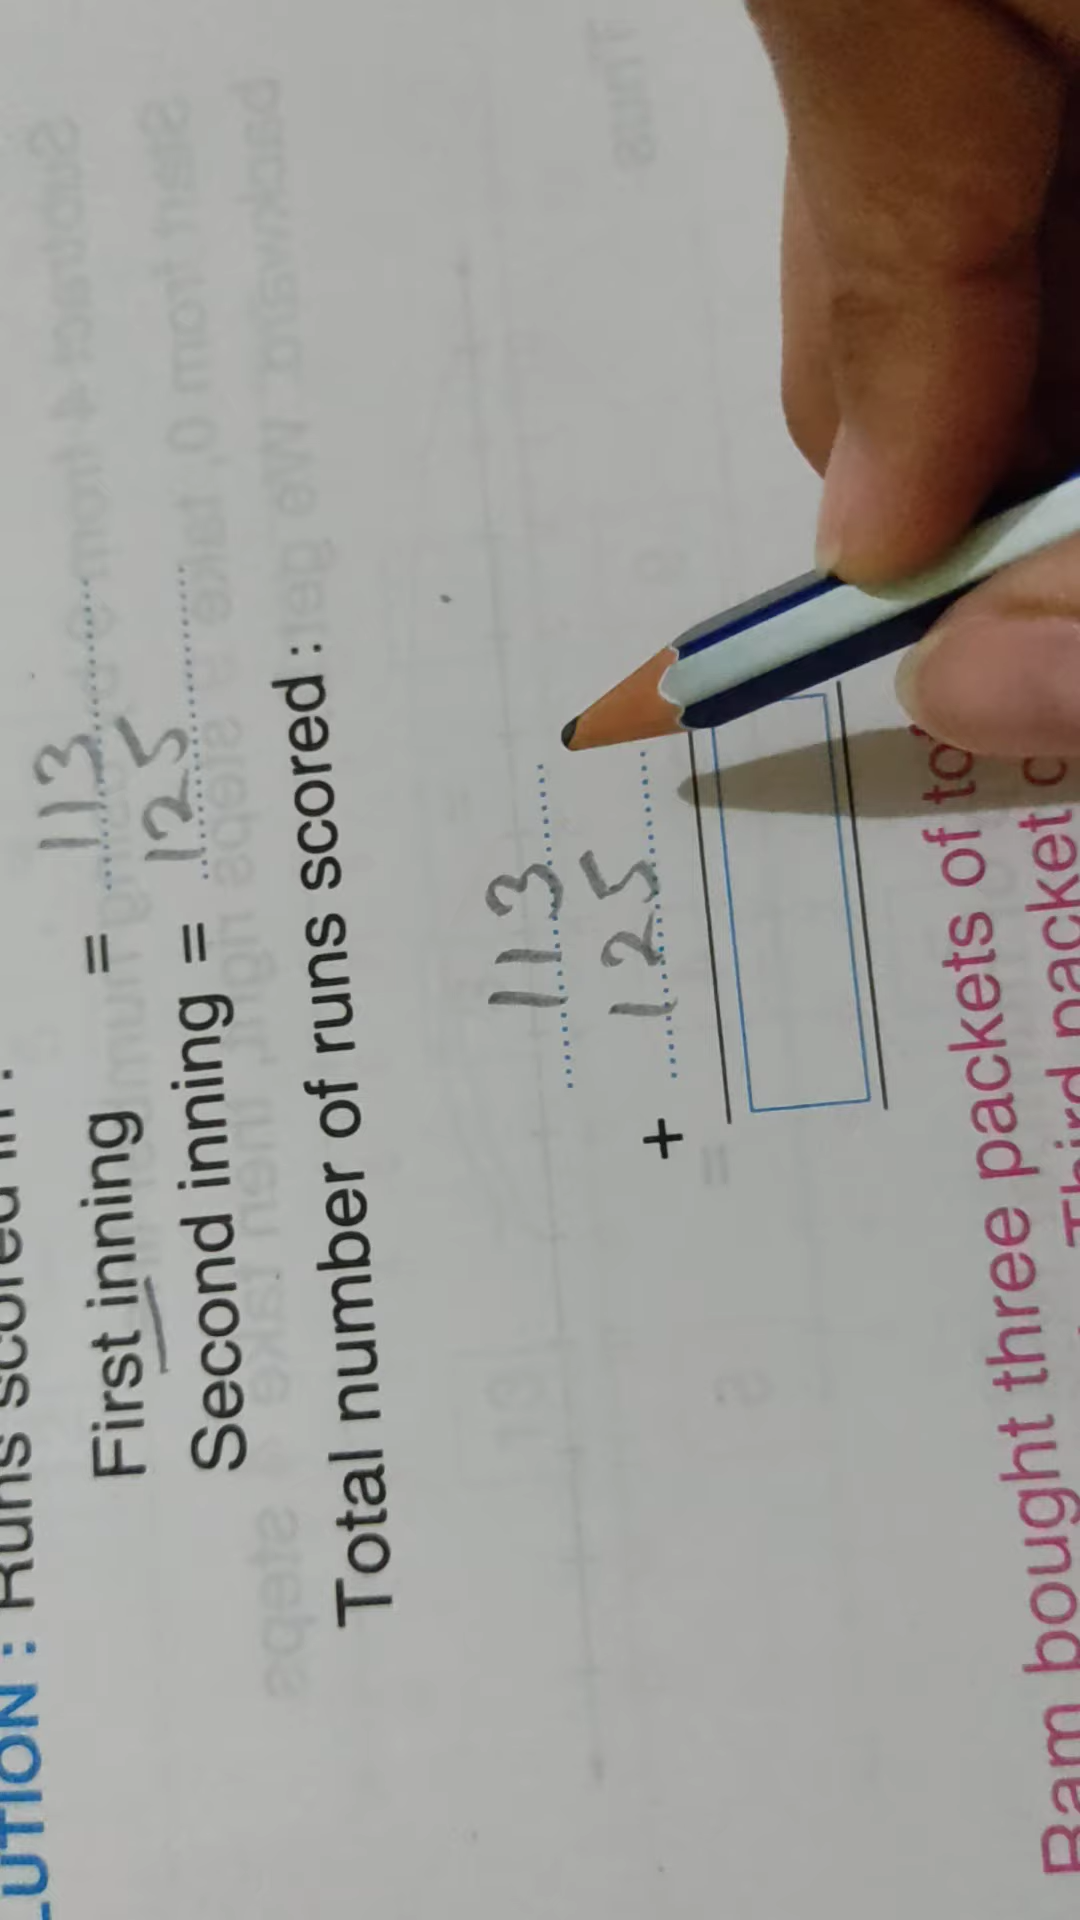 UTION : Runs scored in :
First inning = 113
Second inning = 125
Total number of runs scored :
113
+ 125
Ram bought three packets of
Third packet